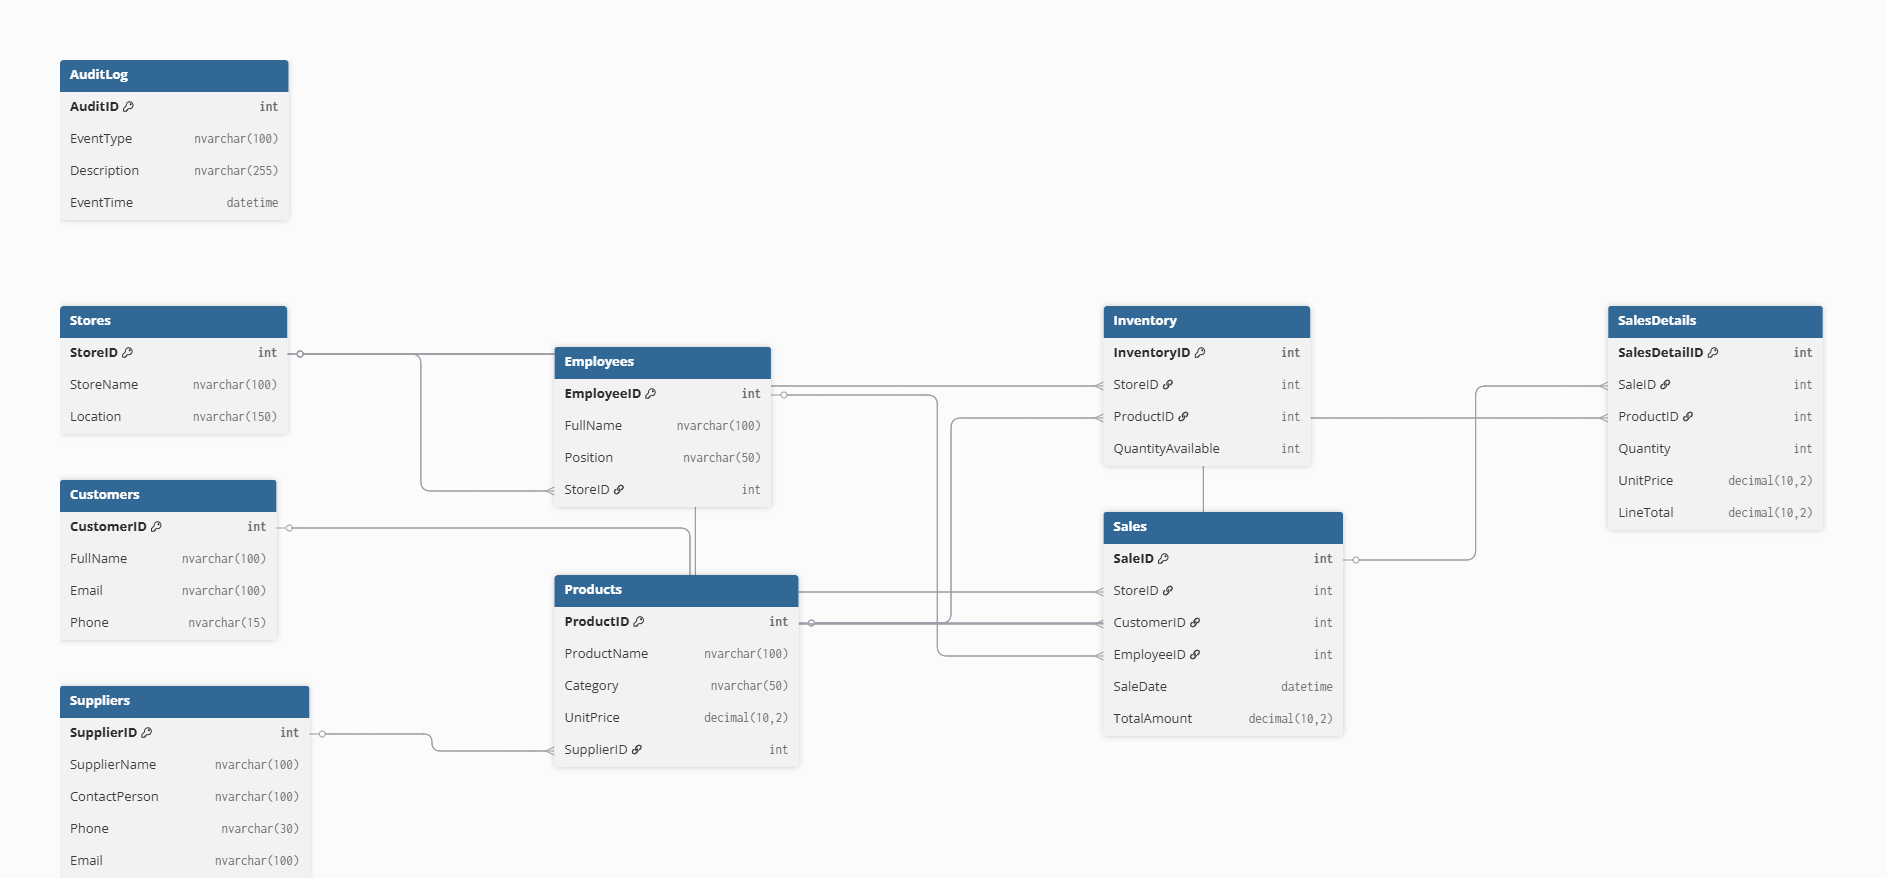 AuditLog
AuditID int
EventType nvarchar(100)
Description nvarchar(255)
EventTime datetime
Stores
StoreID int
StoreName nvarchar(100)
Location nvarchar(150)
Customers
CustomerID int
FullName nvarchar(100)
Email nvarchar(100)
Phone nvarchar(15)
Suppliers
SupplierID int
SupplierName nvarchar(100)
ContactPerson nvarchar(100)
Phone nvarchar(30)
Email nvarchar(100)
Employees
EmployeeID int
FullName nvarchar(100)
Position nvarchar(50)
StoreID int
Products
ProductID int
ProductName nvarchar(100)
Category nvarchar(50)
UnitPrice decimal(10,2)
SupplierID int
Inventory
InventoryID int
StoreID int
ProductID int
QuantityAvailable int
Sales
SaleID int
StoreID int
CustomerID int
EmployeeID int
SaleDate datetime
TotalAmount decimal(10,2)
SalesDetails
SalesDetailID int
SaleID int
ProductID int
Quantity int
UnitPrice decimal(10,2)
LineTotal decimal(10,2)